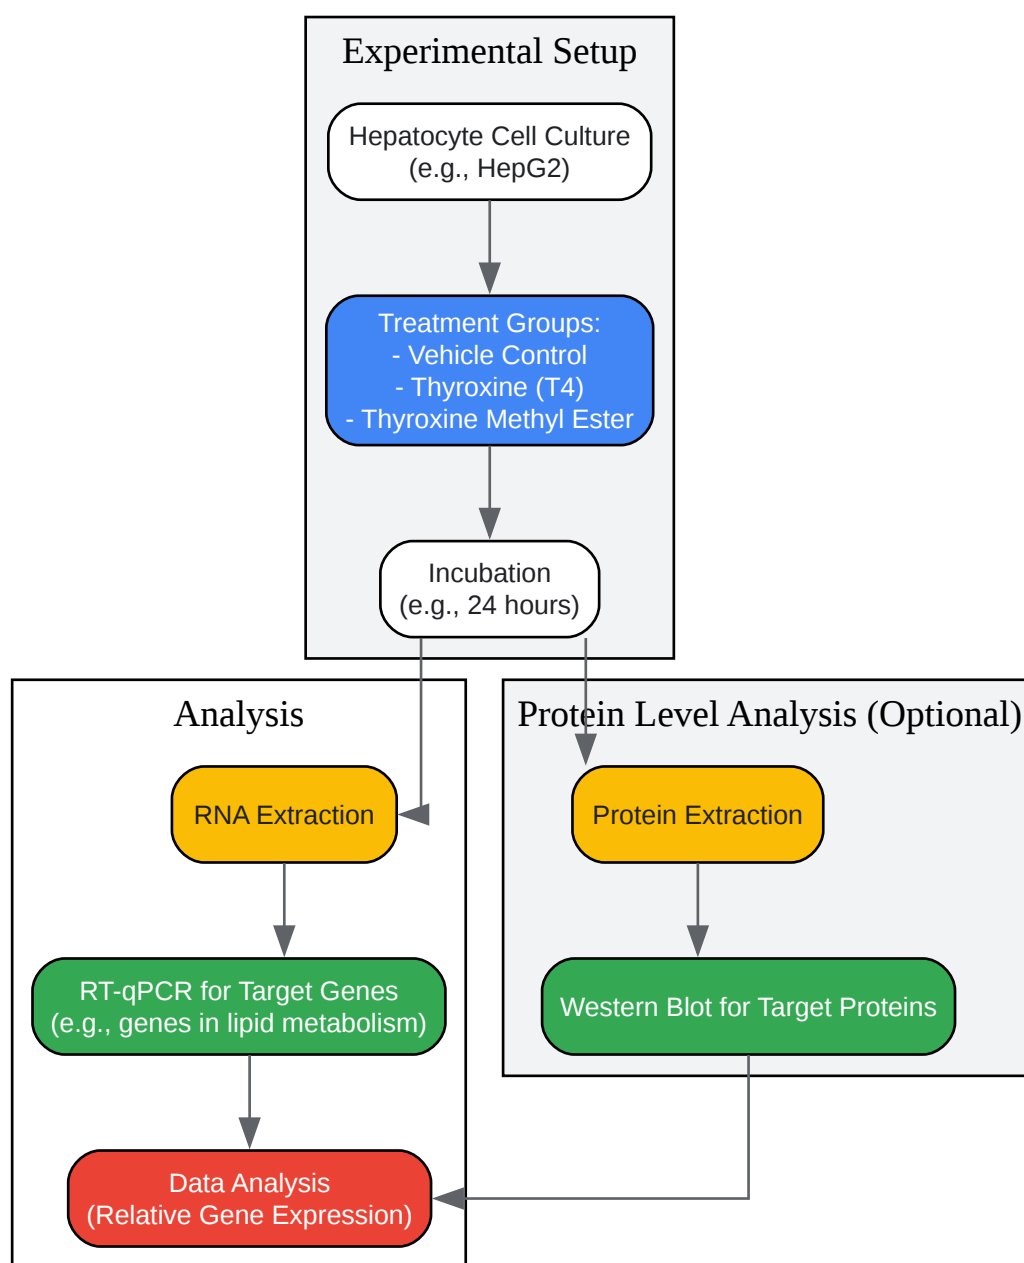 Experimental Setup
Hepatocyte Cell Culture
(e.g., HepG2)
Treatment Groups:
- Vehicle Control
- Thyroxine (T4)
- Thyroxine Methyl Ester
Incubation
(e.g., 24 hours)
Analysis
RNA Extraction
RT-qPCR for Target Genes
(e.g., genes in lipid metabolism)
Data Analysis
(Relative Gene Expression)
Protein Level Analysis (Optional)
Protein Extraction
Western Blot for Target Proteins